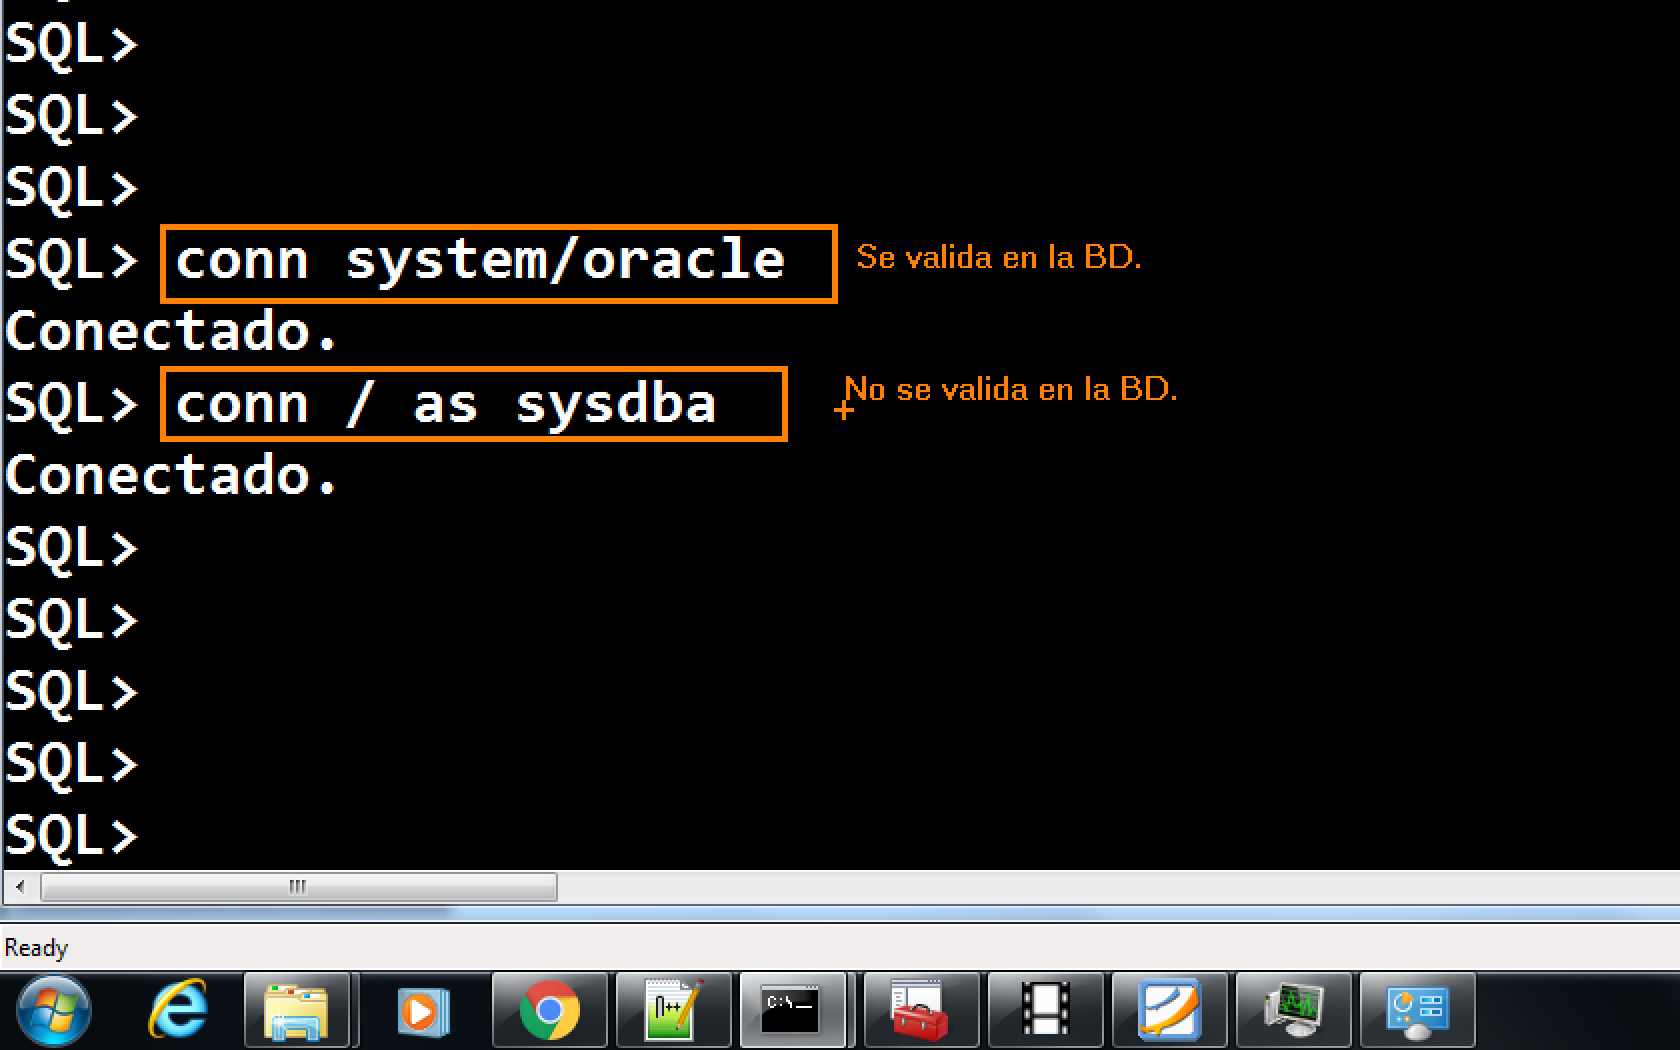 SQL>
SQL>
SQL>
SQL> conn system/oracle Se valida en la BD.
Conectado.
SQL> conn / as sysdba No se valida en la BD.
Conectado.
SQL>
SQL>
SQL>
SQL>
SQL>
Ready
C:\_